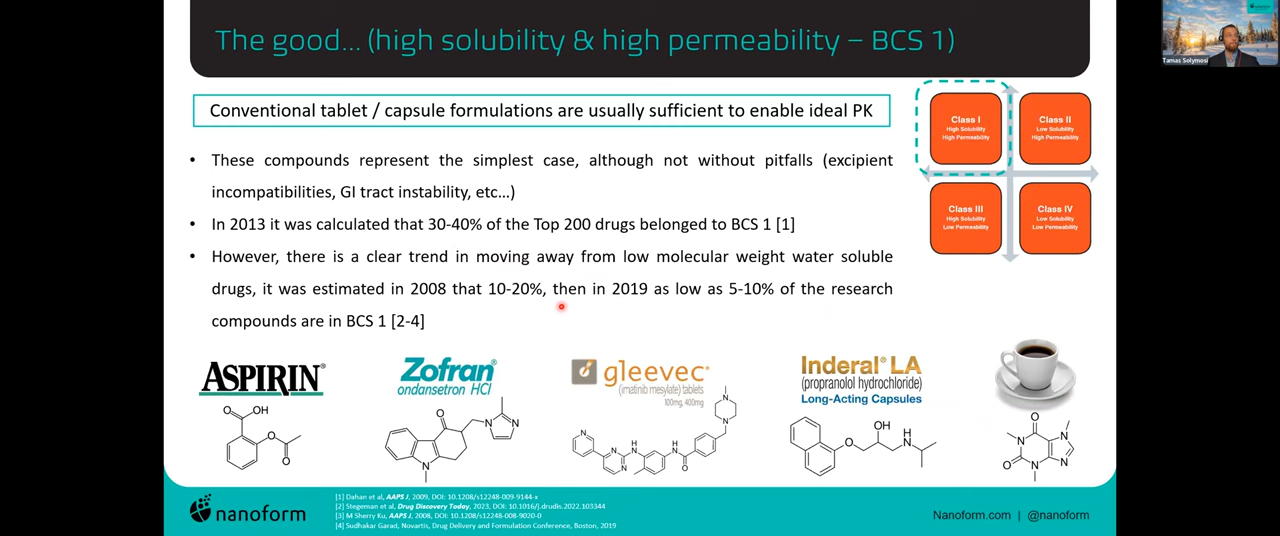 The good... (high solubility & high permeability – BCS 1)
nanoform
Tamas Solymosi
Conventional tablet / capsule formulations are usually sufficient to enable ideal PK
• These compounds represent the simplest case, although not without pitfalls (excipient
incompatibilities, GI tract instability, etc...)
• In 2013 it was calculated that 30-40% of the Top 200 drugs belonged to BCS 1 [1]
• However, there is a clear trend in moving away from low molecular weight water soluble
drugs, it was estimated in 2008 that 10-20%, then in 2019 as low as 5-10% of the research
compounds are in BCS 1 [2-4]
Class I
High Solubility
High Permeability
Class II
Low Solubility
High Permeability
Class III
High Solubility
Low Permeability
Class IV
Low Solubility
Low Permeability
ASPIRIN®
Zofran®
ondansetron HCl
gleevec®
(imatinib mesylate) tablets
100mg, 400mg
Inderal® LA
(propranolol hydrochloride)
Long-Acting Capsules
O
OH
O
O
O
N
N
N
N
N
N
H
N
H
N
O
N
N
O
OH
H
N
O
N
N
O
N
N
nanoform
[1] Dahan et al, AAPS J, 2009, DOI: 10.1208/s12248-009-9144-x
[2] Stegeman et al, Drug Discovery Today, 2023, DOI: 10.1016/j.drudis.2022.103344
[3] M Sherry Ku, AAPS J, 2008, DOI: 10.1208/s12248-008-9020-0
[4] Sudhakar Garad, Novartis, Drug Delivery and Formulation Conference, Boston, 2019
Nanoform.com | @nanoform